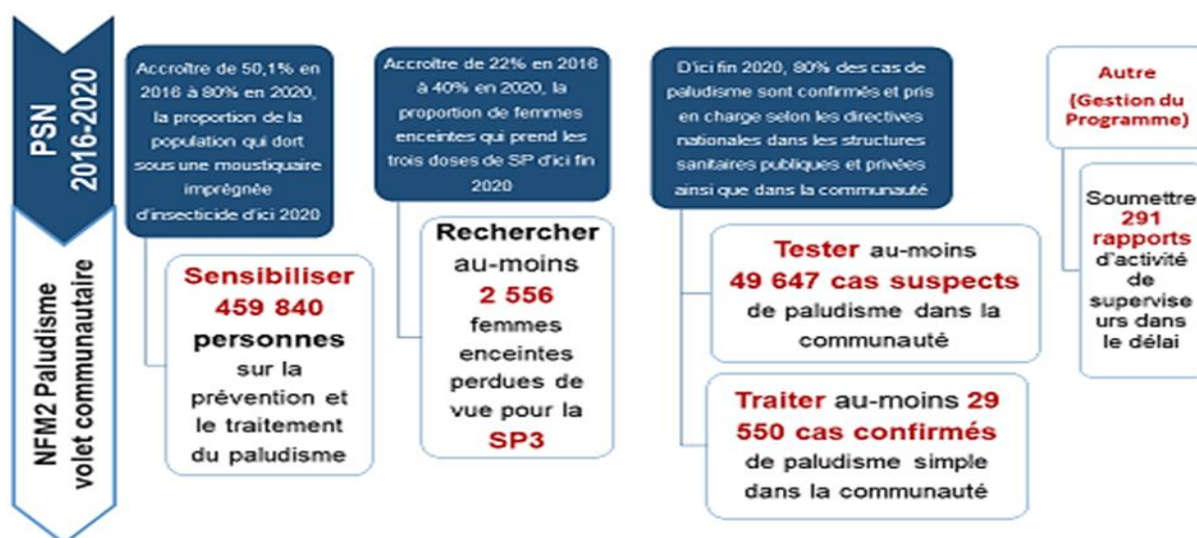 PSN
2016-2020
NFM2 Paludisme
volet communautaire
Accroître de 50,1% en
2016 à 80% en 2020,
la proportion de la
population qui dort
sous une moustiquaire
imprégnée
d'insecticide d'ici 2020
Sensibiliser
459 840
personnes
sur la
prévention et
le traitement
du paludisme
Accroître de 22% en 2016
à 40% en 2020, la
proportion de femmes
enceintes qui prend les
trois doses de SP d'ici fin
2020
Rechercher
au-moins
2 556
femmes
enceintes
perdues de
vue pour la
SP3
D'ici fin 2020, 80% des cas de
paludisme sont confirmés et pris
en charge selon les directives
nationales dans les structures
sanitaires publiques et privées
ainsi que dans la communauté
Tester au-moins
49 647 cas suspects
de paludisme dans la
communauté
Traiter au-moins 29
550 cas confirmés
de paludisme simple
dans la communauté
Autre
(Gestion du
Programme)
Soumettre
291
rapports
d'activité
de
supervise
urs dans
le délai